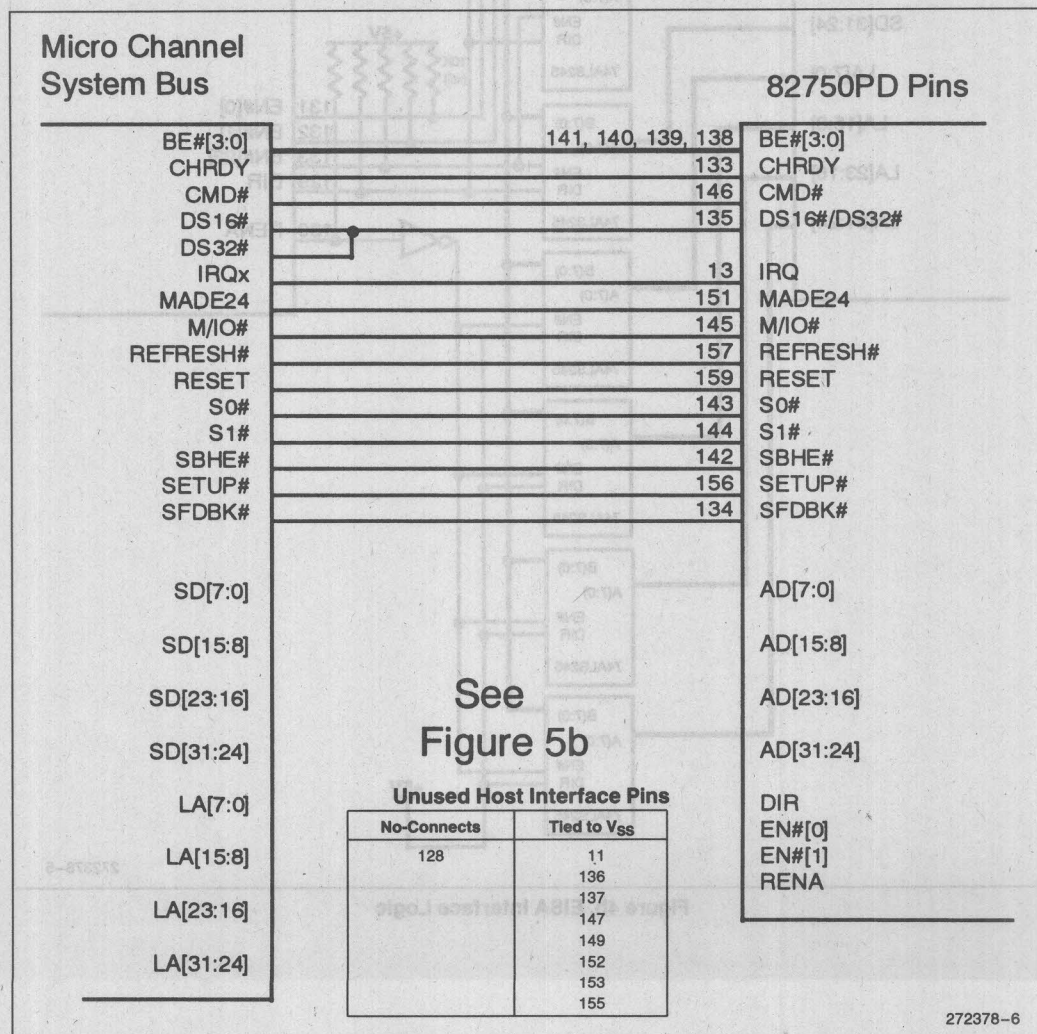 Micro Channel
System Bus
82750PD Pins
BE#[3:0] 141, 140, 139, 138 BE#[3:0]
CHRDY 133 CHRDY
CMD# 146 CMD#
DS16# 135 DS16#/DS32#
DS32#
IRQx 13 IRQ
MADE24 151 MADE24
M/IO# 145 M/IO#
REFRESH# 157 REFRESH#
RESET 159 RESET
S0# 143 S0#
S1# 144 S1#
SBHE# 142 SBHE#
SETUP# 156 SETUP#
SFDBK# 134 SFDBK#
SD[7:0] AD[7:0]
SD[15:8] AD[15:8]
SD[23:16] AD[23:16]
SD[31:24] AD[31:24]
LA[7:0]
LA[15:8]
LA[23:16]
LA[31:24]
See
Figure 5b
Unused Host Interface Pins
No-Connects Tied to VSS
128 11
136
137
147
149
152
153
155
DIR
EN#[0]
EN#[1]
RENA
272378–6